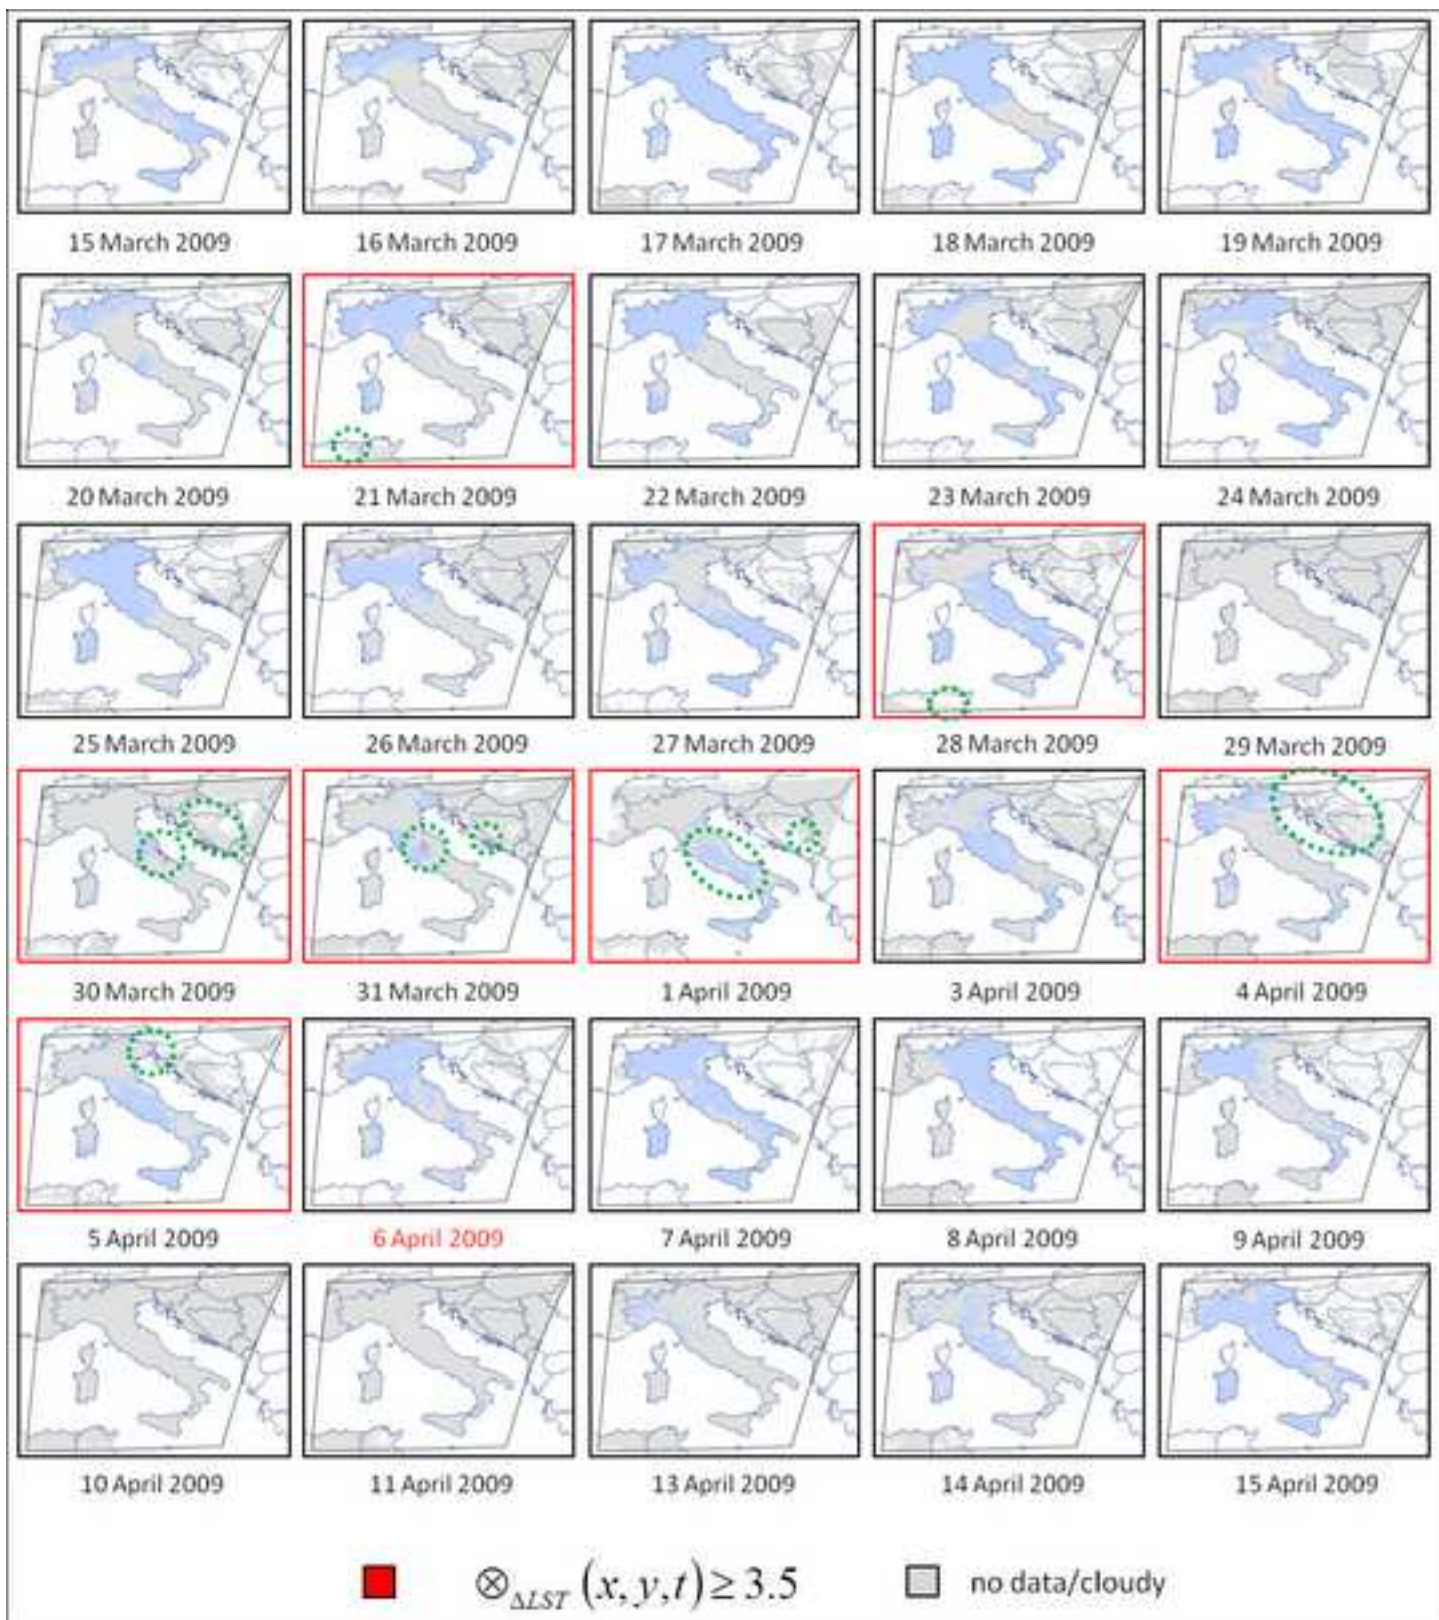 15 March 2009 16 March 2009 17 March 2009 18 March 2009 19 March 2009
20 March 2009 21 March 2009 22 March 2009 23 March 2009 24 March 2009
25 March 2009 26 March 2009 27 March 2009 28 March 2009 29 March 2009
30 March 2009 31 March 2009 1 April 2009 3 April 2009 4 April 2009
5 April 2009 6 April 2009 7 April 2009 8 April 2009 9 April 2009
10 April 2009 11 April 2009 13 April 2009 14 April 2009 15 April 2009
⊗ΔLST (x, y,t) ≥ 3.5 no data/cloudy